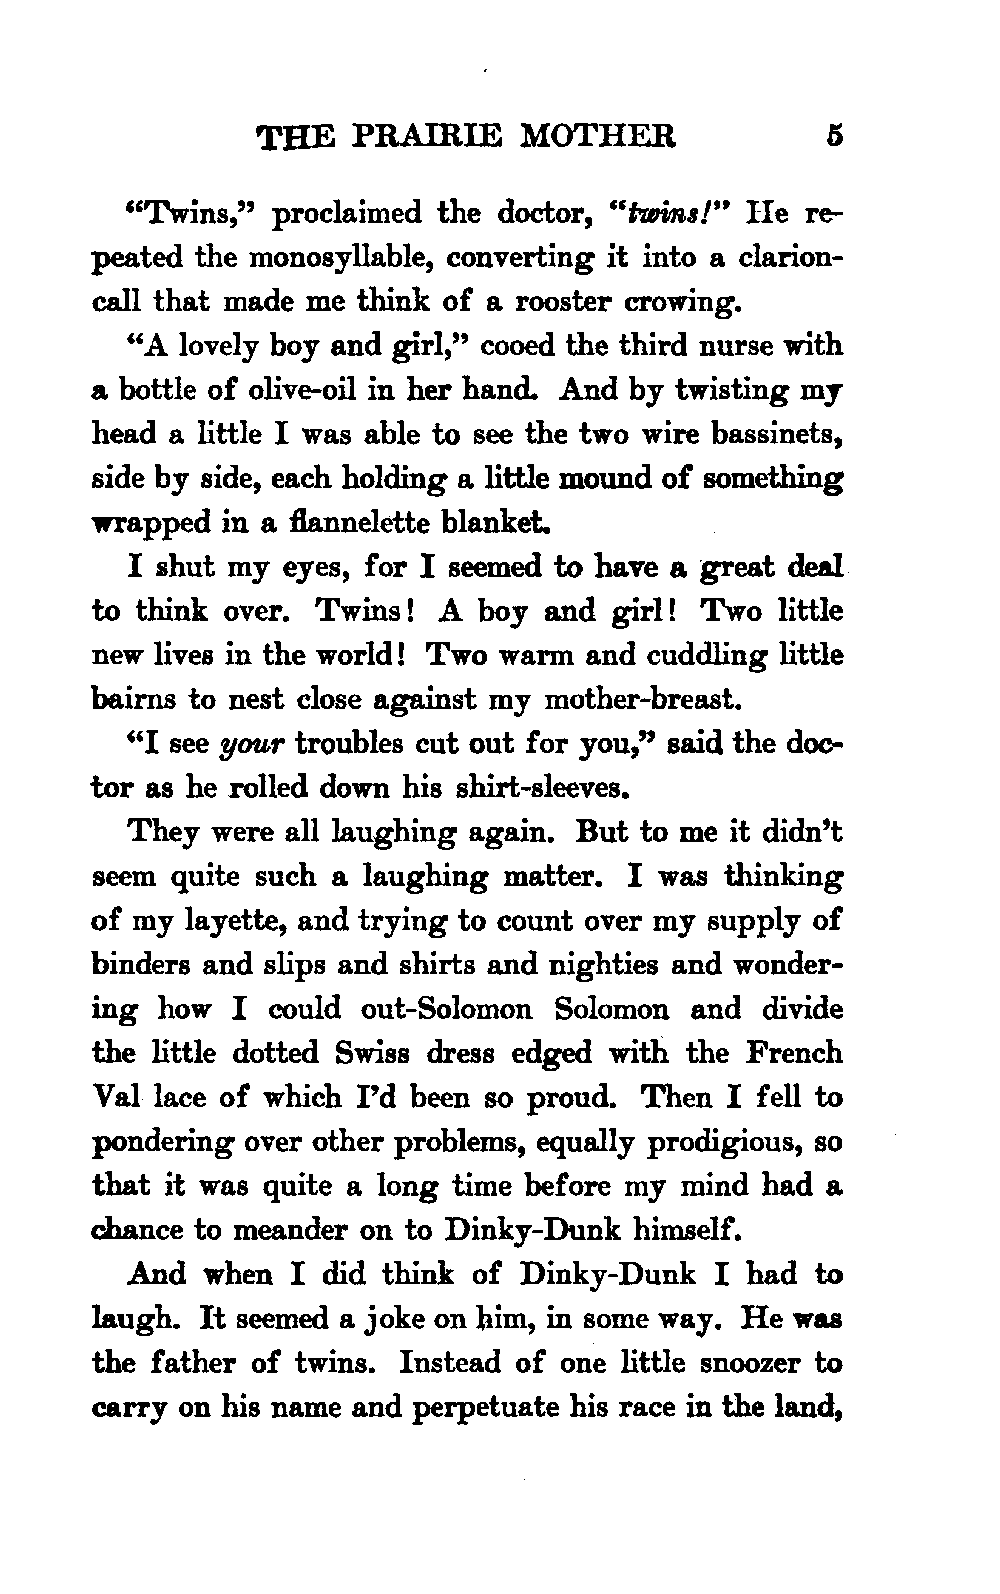 THE PRAIRIE MOTHER 5
“Twins,” proclaimed the doctor, “twins!” He re-
peated the monosyllable, converting it into a clarion-
call that made me think of a rooster crowing.
“A lovely boy and girl,” cooed the third nurse with
a bottle of olive-oil in her hand. And by twisting my
head a little I was able to see the two wire bassinets,
side by side, each holding a little mound of something
wrapped in a flannelette blanket.
I shut my eyes, for I seemed to have a great deal
to think over. Twins! A boy and girl! Two little
new lives in the world! Two warm and cuddling little
bairns to nest close against my mother-breast.
“I see your troubles cut out for you,” said the doc-
tor as he rolled down his shirt-sleeves.
They were all laughing again. But to me it didn’t
seem quite such a laughing matter. I was thinking
of my layette, and trying to count over my supply of
binders and slips and shirts and nighties and wonder-
ing how I could out-Solomon Solomon and divide
the little dotted Swiss dress edged with the French
Val lace of which I’d been so proud. Then I fell to
pondering over other problems, equally prodigious, so
that it was quite a long time before my mind had a
chance to meander on to Dinky-Dunk himself.
And when I did think of Dinky-Dunk I had to
laugh. It seemed a joke on him, in some way. He was
the father of twins. Instead of one little snoozer to
carry on his name and perpetuate his race in the land,